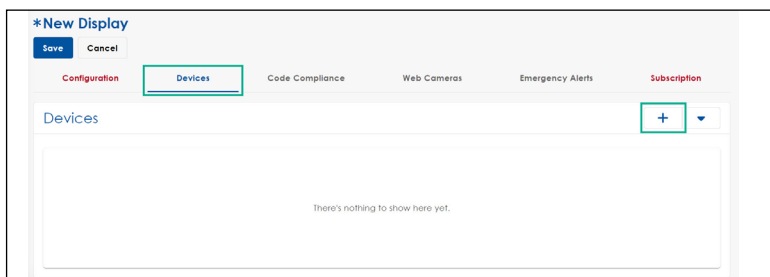 *New Display
Save Cancel
Configuration Devices Code Compliance Web Cameras Emergency Alerts Subscription
Devices +
There's nothing to show here yet.